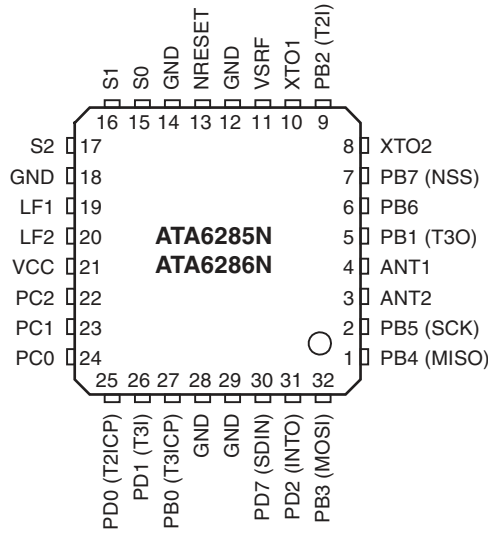 S1
S0
GND
NRESET
GND
VSRF
XTO1
PB2 (T2I)
16 15 14 13 12 11 10 9
S2 17
GND 18
LF1 19
LF2 20
VCC 21
PC2 22
PC1 23
PC0 24
ATA6285N
ATA6286N
8 XTO2
7 PB7 (NSS)
6 PB6
5 PB1 (T3O)
4 ANT1
3 ANT2
2 PB5 (SCK)
1 PB4 (MISO)
25 26 27 28 29 30 31 32
PD0 (T2ICP)
PD1 (T3I)
PB0 (T3ICP)
GND
GND
PD7 (SDIN)
PD2 (INTO)
PB3 (MOSI)